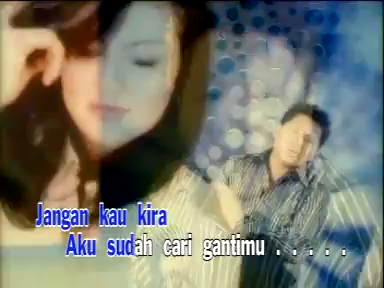 Jangan kau kira
Aku sudah cari gantimu . . . . .